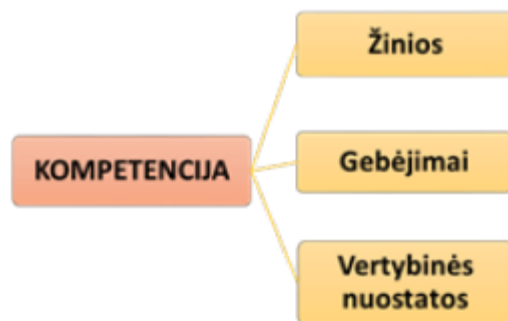 Žinios
KOMPETENCIJA
Gebėjimai
Vertybinės
nuostatos